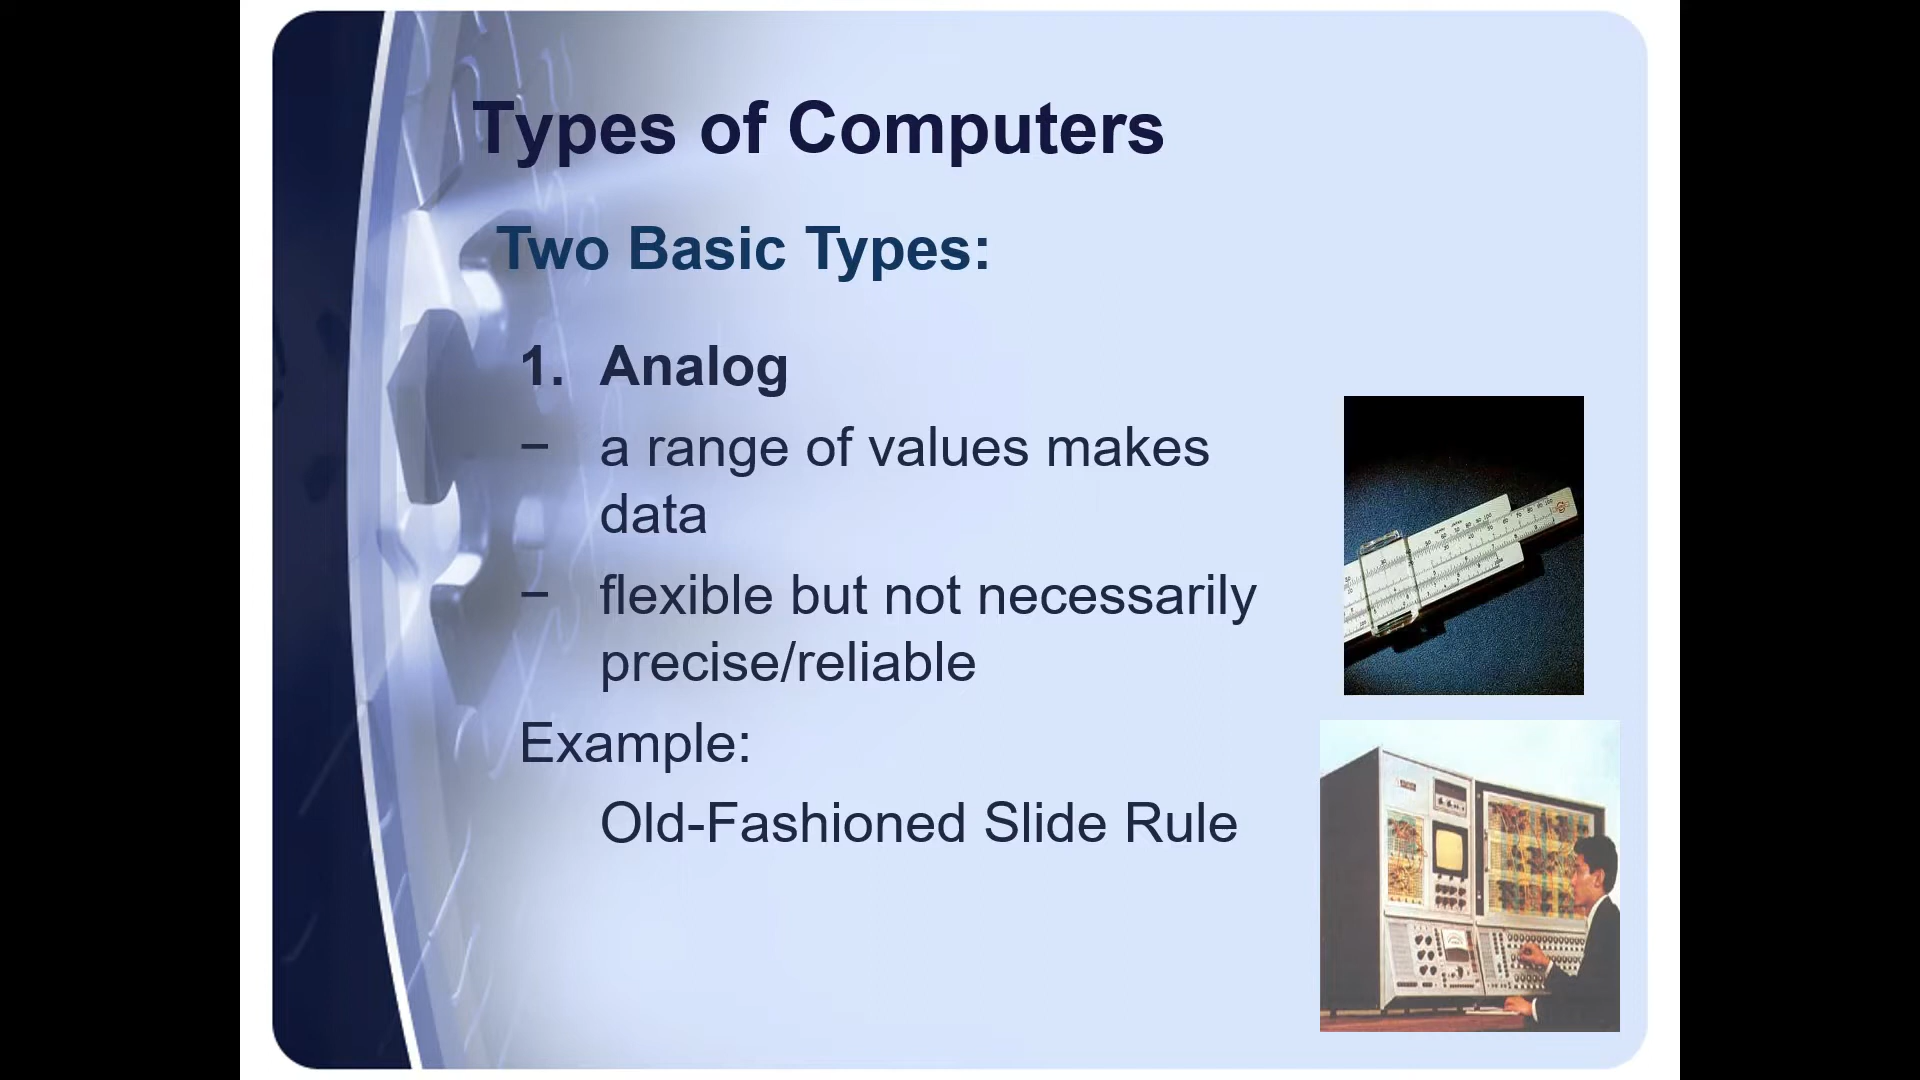 Types of Computers
Two Basic Types:
1. Analog
− a range of values makes
data
− flexible but not necessarily
precise/reliable
Example:
Old-Fashioned Slide Rule